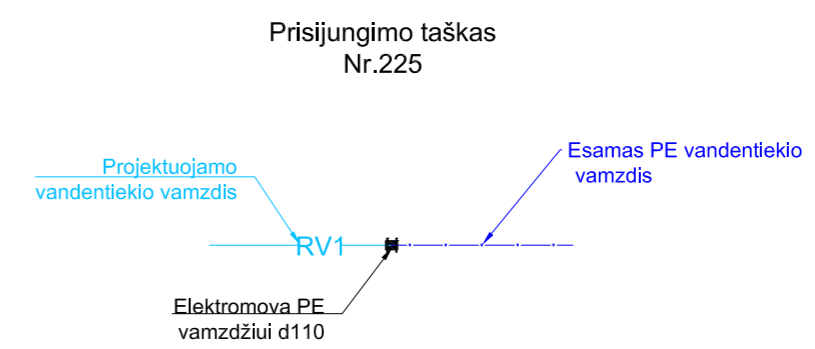 Prisijungimo taškas
Nr.225
Projektuojamo
vandentiekio vamzdis
Esamas PE vandentiekio
vamzdis
RV1
Elektromova PE
vamzdžiui d110